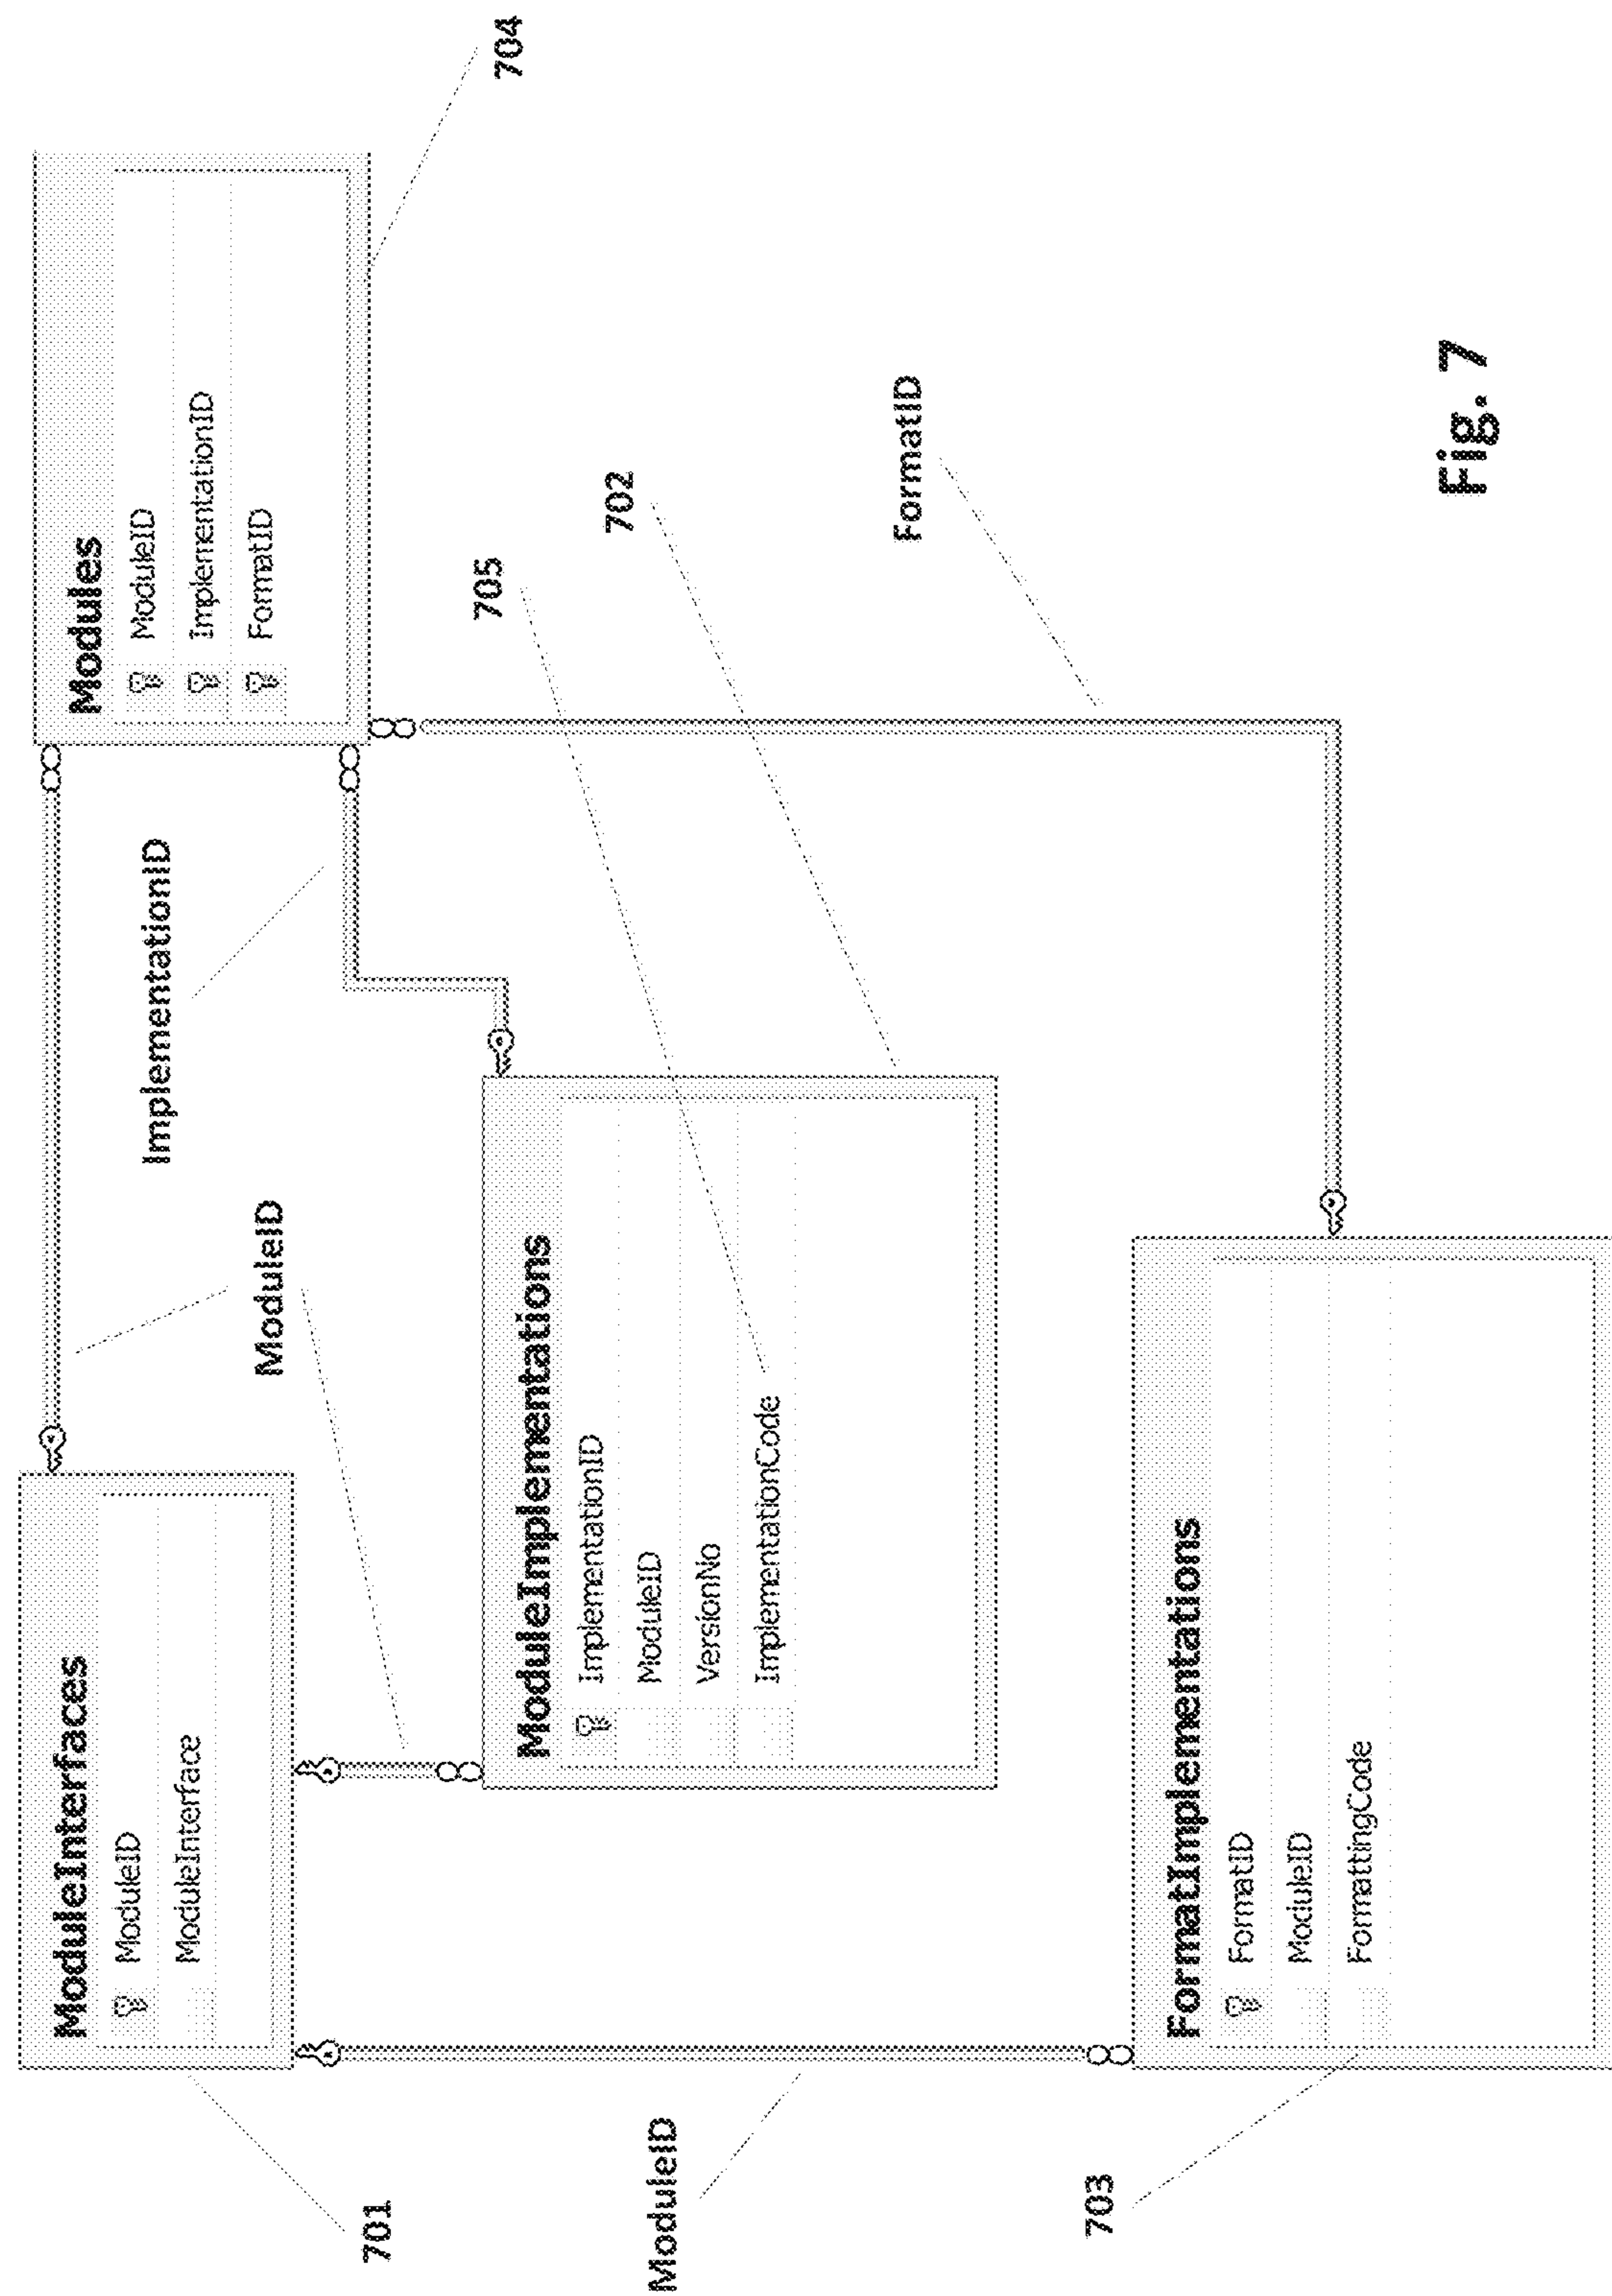 ModuleInterfaces
ModuleID
ModuleInterface
701
ModuleID
ImplementationID
Modules
ModuleID
ImplementationID
FormatID
704
ModuleImplementations
ImplementationID
ModuleID
VersionNo
ImplementationCode
705
702
ModuleID
FormatID
FormatImplementations
FormatID
ModuleID
FormattingCode
703
Fig. 7